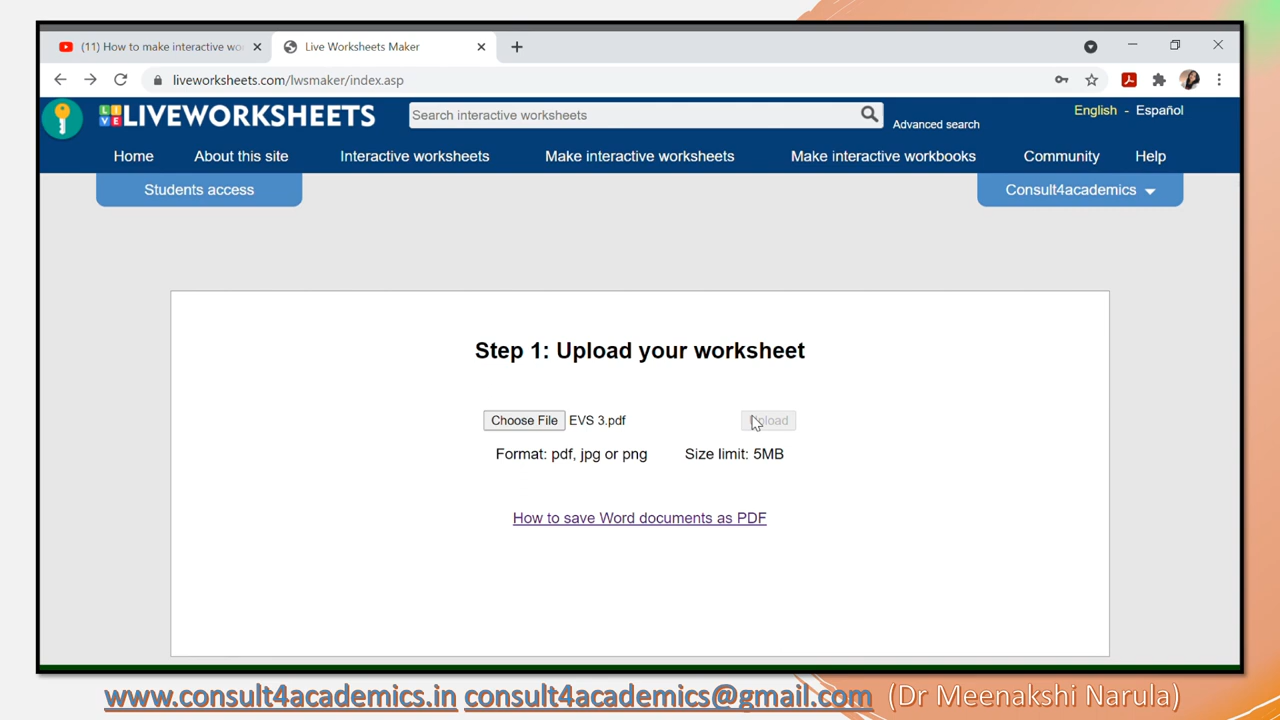 (11) How to make interactive wo
Live Worksheets Maker
liveworksheets.com/lwsmaker/index.asp
LIVE LIVEWORKSHEETS
Search interactive worksheets
Advanced search
English - Español
Home About this site Interactive worksheets Make interactive worksheets Make interactive workbooks Community Help
Students access
Consult4academics
Step 1: Upload your worksheet
Choose File EVS 3.pdf Upload
Format: pdf, jpg or png Size limit: 5MB
How to save Word documents as PDF
www.consult4academics.in consult4academics@gmail.com (Dr Meenakshi Narula)